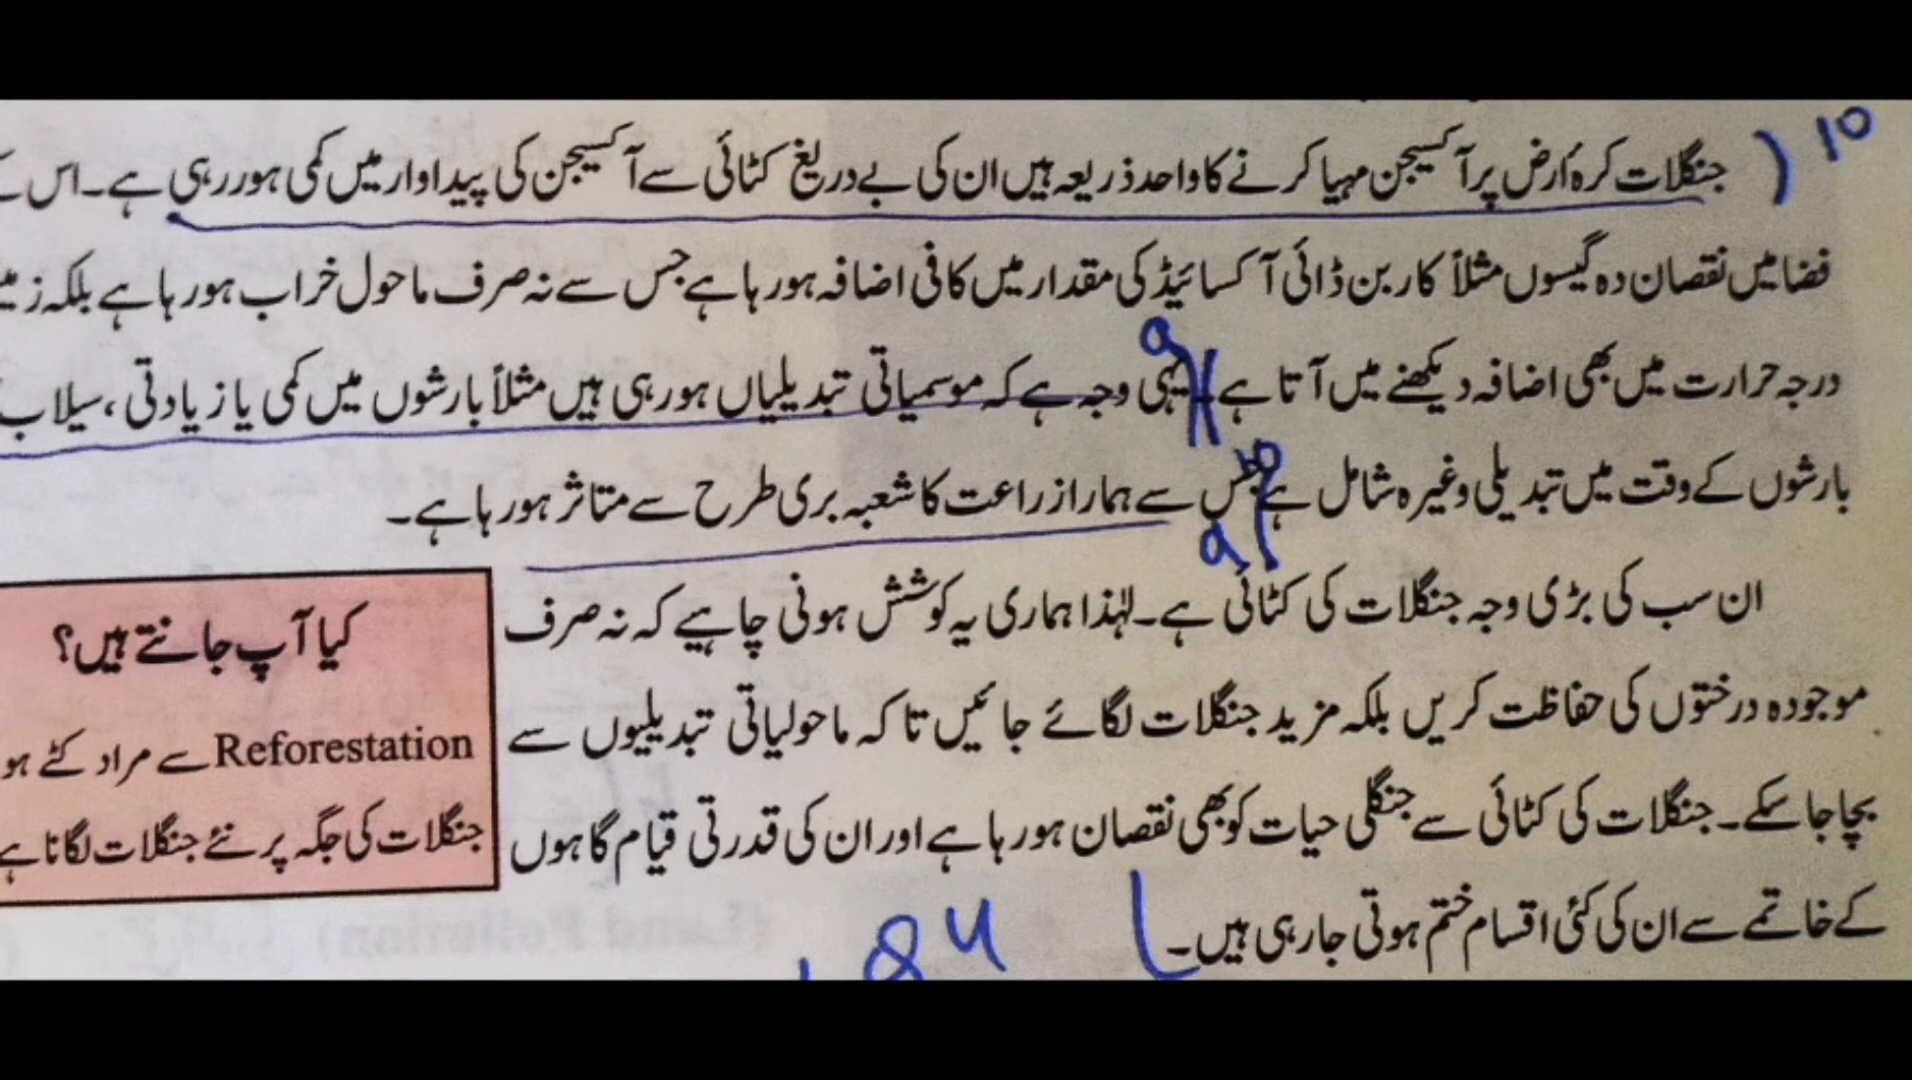 10
جنگلات کرہ اَرض پر آکسیجن مہیا کرنے کا واحد ذریعہ ہیں ان کی بے دریغ کٹائی سے آکسیجن کی پیداوار میں کمی ہو رہی ہے۔ اس کے
فضا میں نقصان دہ گیسوں مثلاً کاربن ڈائی آکسائیڈ کی مقدار میں کافی اضافہ ہو رہا ہے جس سے نہ صرف ماحول خراب ہو رہا ہے بلکہ
درجہ حرارت میں بھی اضافہ دیکھنے میں آتا ہے۔ یہی وجہ ہے کہ موسمیاتی تبدیلیاں ہو رہی ہیں مثلاً بارشوں میں کمی یا زیادتی، سیلاب
بارشوں کے وقت میں تبدیلی وغیرہ شامل ہے جس سے ہمارا زراعت کا شعبہ بری طرح سے متاثر ہو رہا ہے۔
ان سب کی بڑی وجہ جنگلات کی کٹائی ہے۔ لہٰذا ہماری یہ کوشش ہونی چاہیے کہ نہ صرف
موجودہ درختوں کی حفاظت کریں بلکہ مزید جنگلات لگائے جائیں تاکہ ماحولیاتی تبدیلیوں سے
بچا جا سکے۔ جنگلات کی کٹائی سے جنگلی حیات کو بھی نقصان ہو رہا ہے اور ان کی قدرتی قیام گاہوں
کے خاتمے سے ان کی کئی اقسام ختم ہوتی جا رہی ہیں۔
کیا آپ جانتے ہیں؟
Reforestation سے مراد کٹے ہو
جنگلات کی جگہ پر نئے جنگلات لگانا ہے